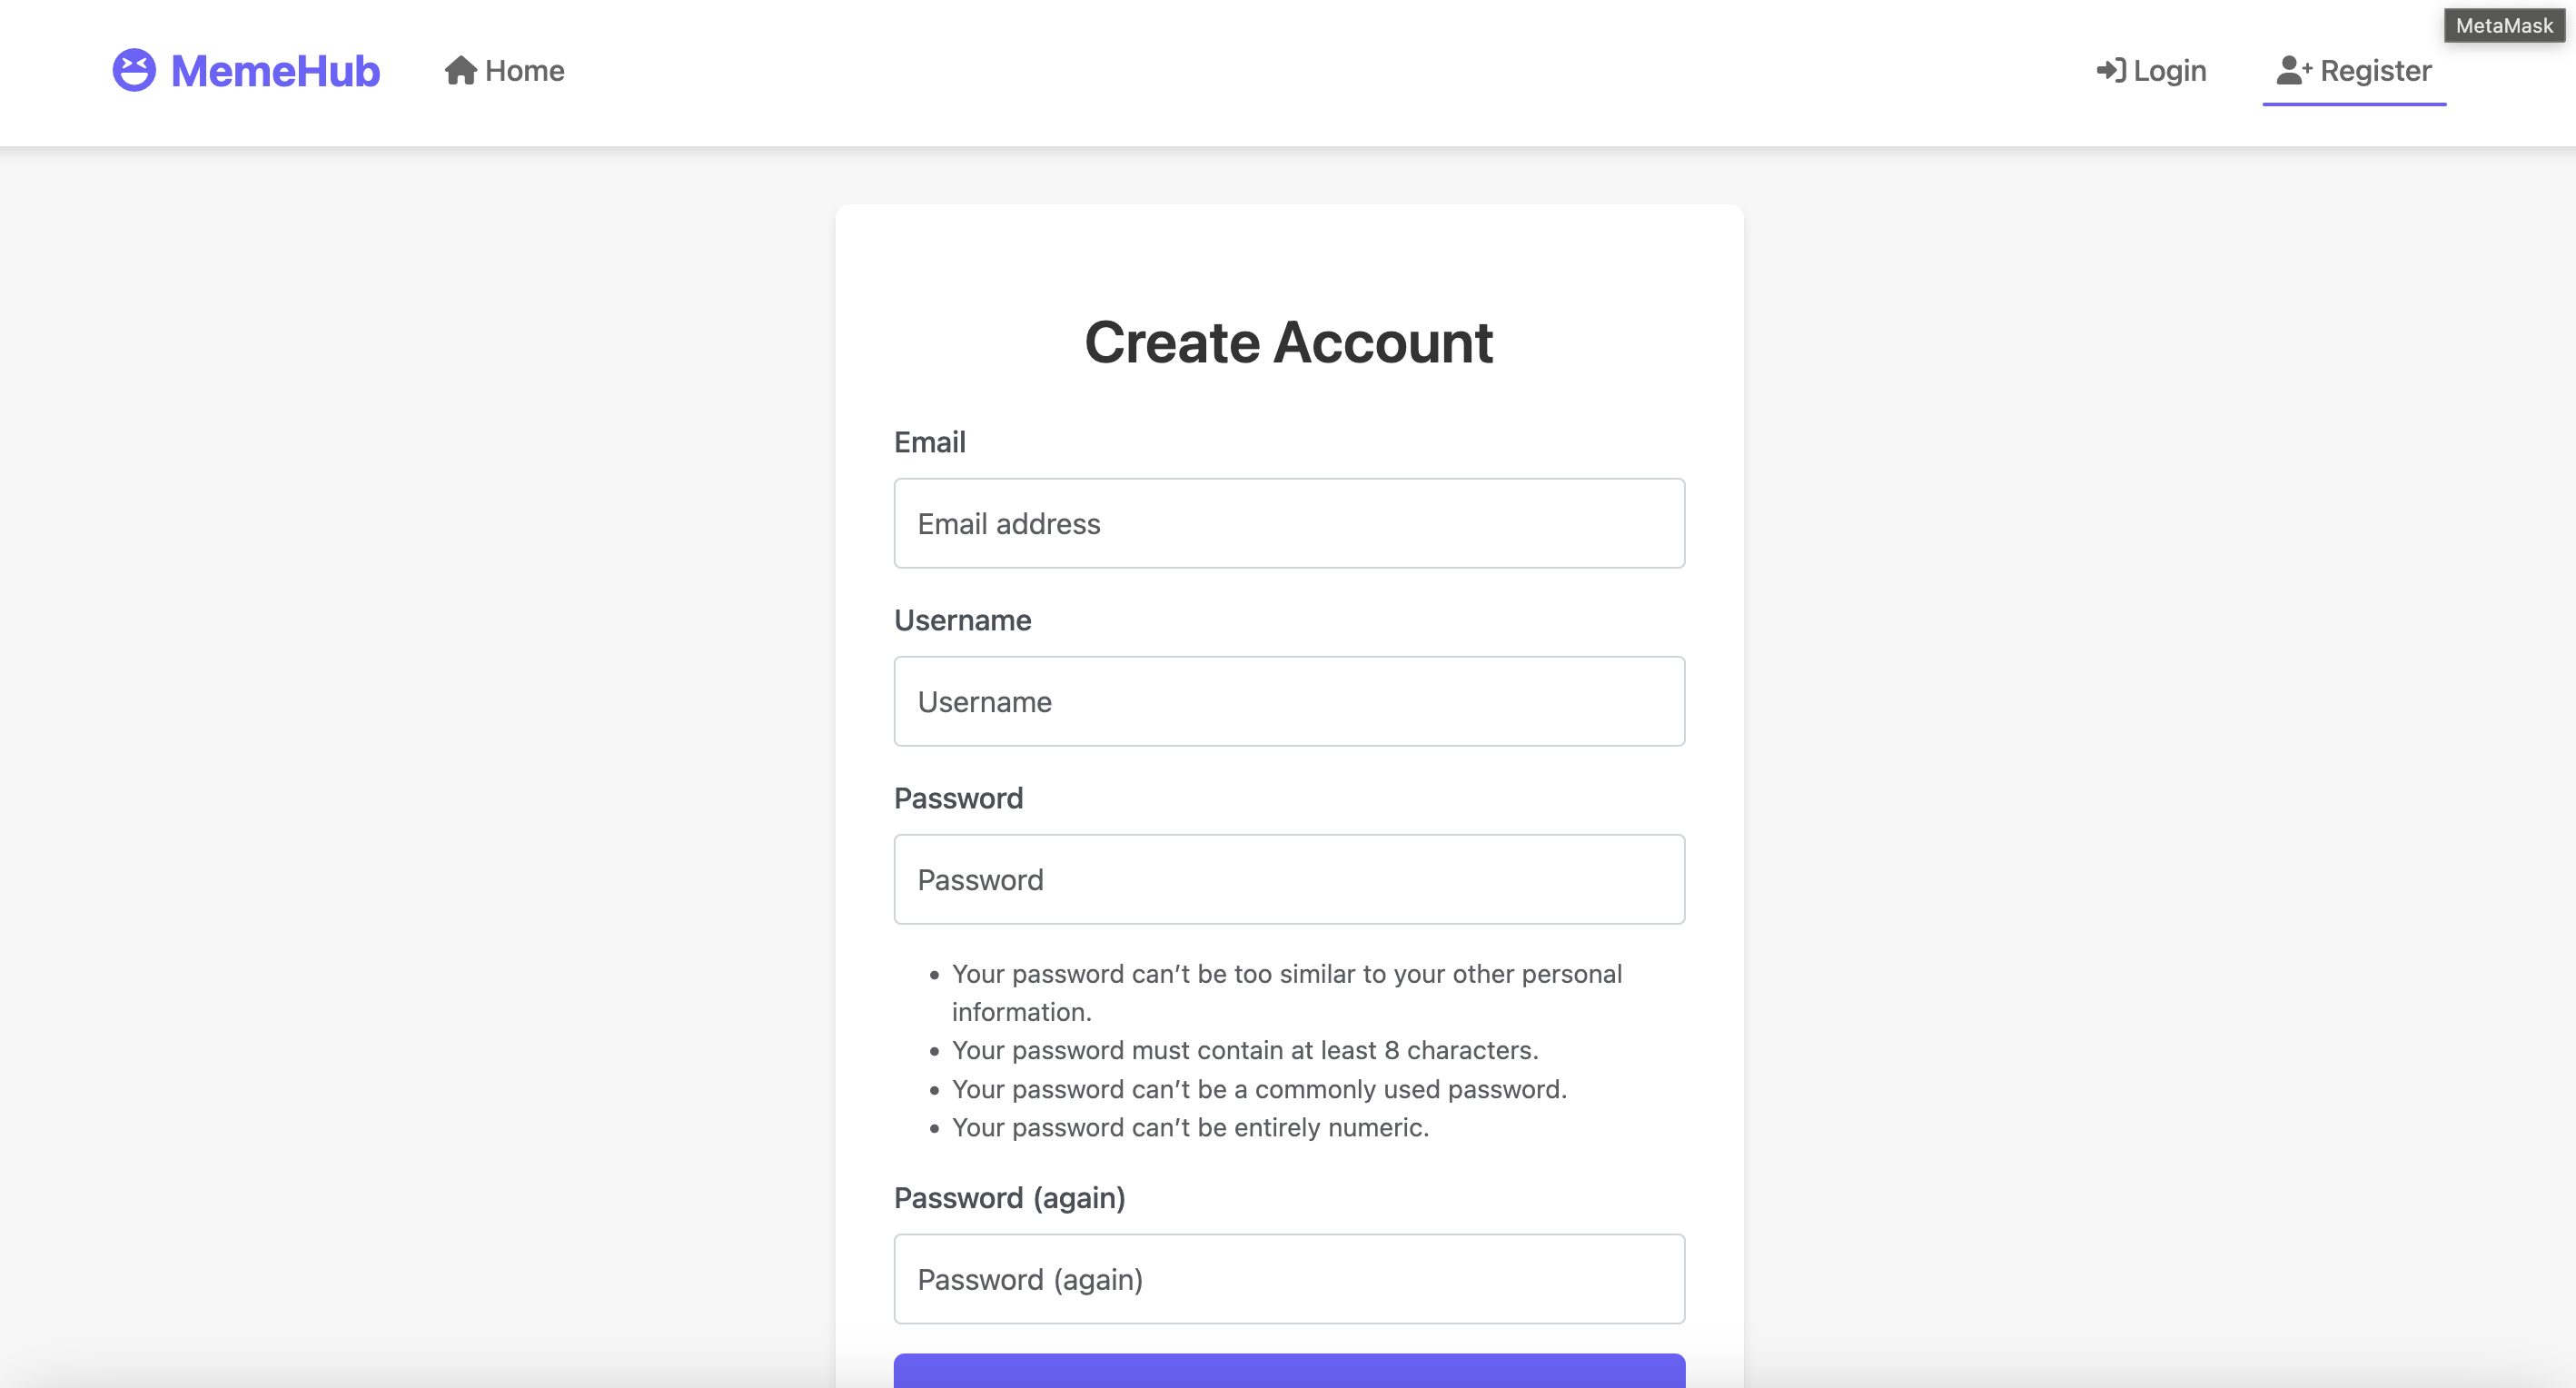 MetaMask
MemeHub
Home
Login
Register
Create Account
Email
Email address
Username
Username
Password
Password
Your password can’t be too similar to your other personal
information.
Your password must contain at least 8 characters.
Your password can’t be a commonly used password.
Your password can’t be entirely numeric.
Password (again)
Password (again)